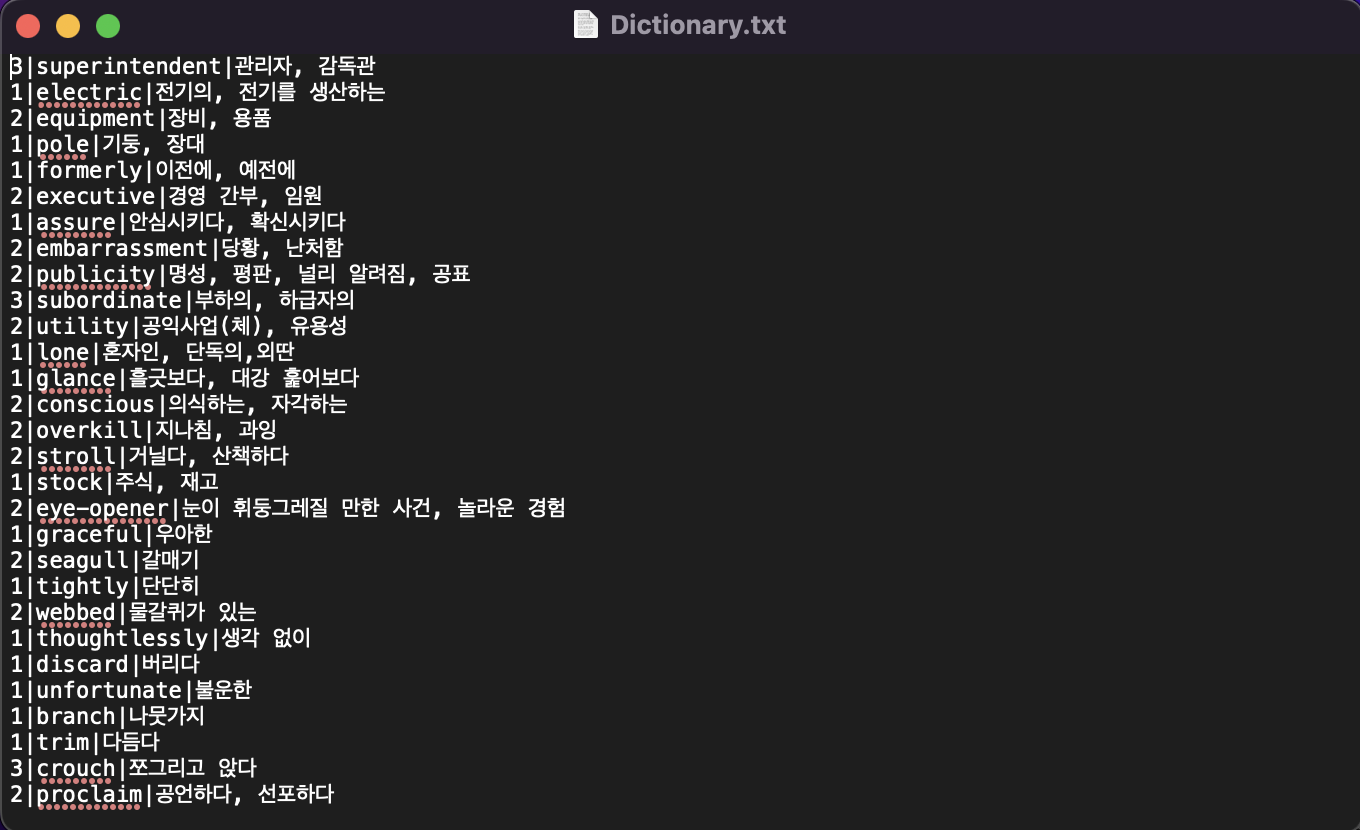 Dictionary.txt
3|superintendent|관리자, 감독관
1|electric|전기의, 전기를 생산하는
2|equipment|장비, 용품
1|pole|기둥, 장대
1|formerly|이전에, 예전에
2|executive|경영 간부, 임원
1|assure|안심시키다, 확신시키다
2|embarrassment|당황, 난처함
2|publicity|명성, 평판, 널리 알려짐, 공표
3|subordinate|부하의, 하급자의
2|utility|공익사업(체), 유용성
1|lone|혼자인, 단독의,외딴
1|glance|흘긋보다, 대강 훑어보다
2|conscious|의식하는, 자각하는
2|overkill|지나침, 과잉
2|stroll|거닐다, 산책하다
1|stock|주식, 재고
2|eye-opener|눈이 휘둥그레질 만한 사건, 놀라운 경험
1|graceful|우아한
2|seagull|갈매기
1|tightly|단단히
2|webbed|물갈퀴가 있는
1|thoughtlessly|생각 없이
1|discard|버리다
1|unfortunate|불운한
1|branch|나뭇가지
1|trim|다듬다
3|crouch|쪼그리고 앉다
2|proclaim|공언하다, 선포하다